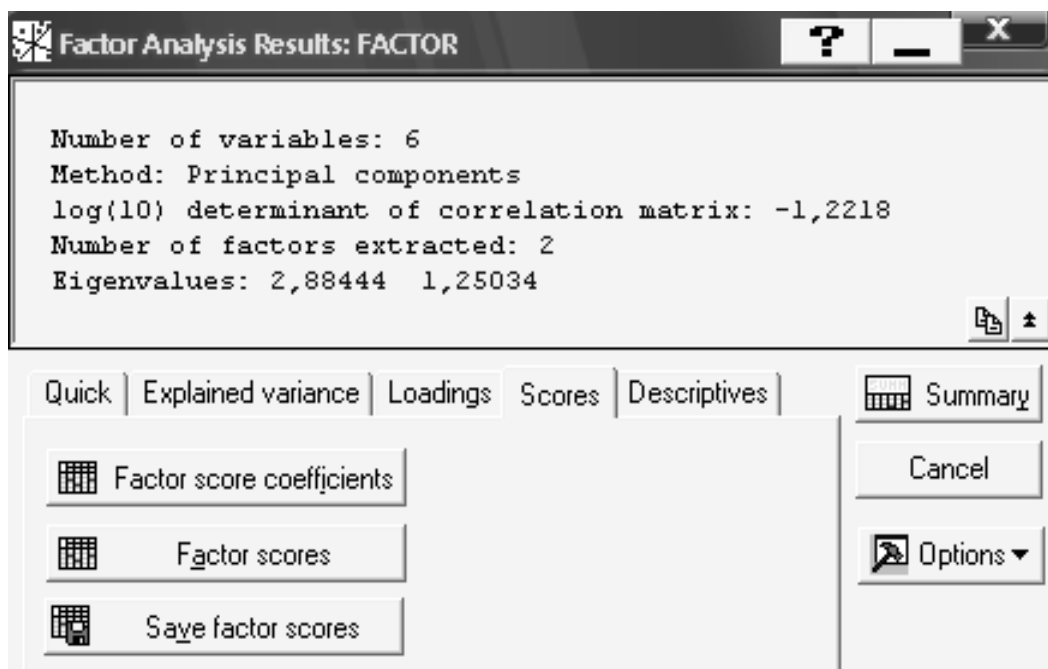 Factor Analysis Results: FACTOR
Number of variables: 6
Method: Principal components
log(10) determinant of correlation matrix: -1,2218
Number of factors extracted: 2
Eigenvalues: 2,88444 1,25034
Quick Explained variance Loadings Scores Descriptives
Summary
Factor score coefficients
Cancel
Factor scores
Options
Save factor scores